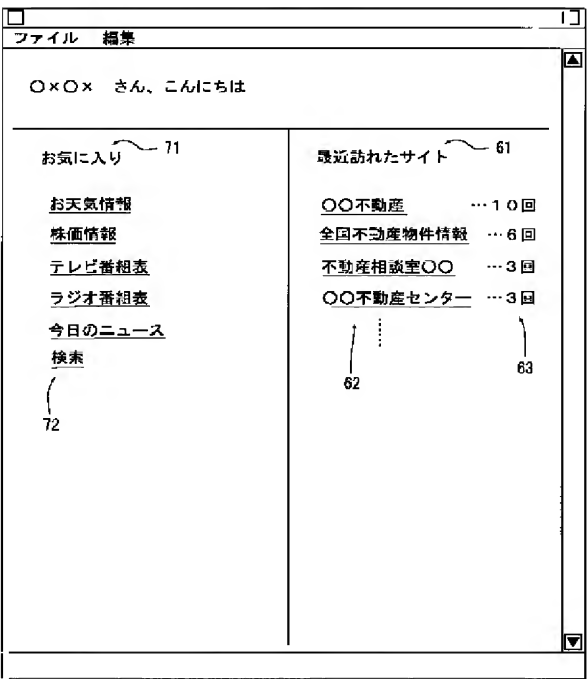 ファイル 編集
○×○× さん、こんにちは
お気に入り 71
お天気情報
株価情報
テレビ番組表
ラジオ番組表
今日のニュース
検索
72
最近訪れたサイト 61
○○不動産 …10回
全国不動産物件情報 …6回
不動産相談室○○ …3回
○○不動産センター …3回
62
63